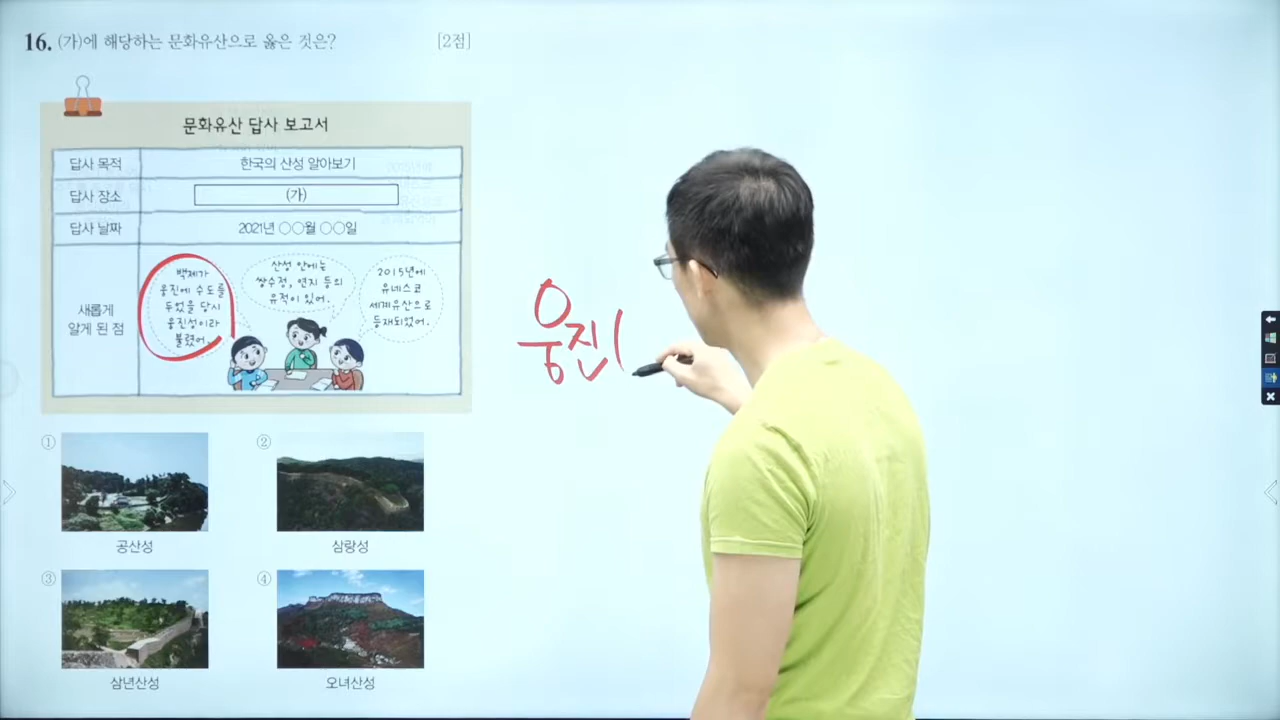 16. (가)에 해당하는 문화유산으로 옳은 것은? [2점]
문화유산 답사 보고서
답사 목적 한국의 산성 알아보기
답사 장소 (가)
답사 날짜 2021년 ○○월 ○○일
새롭게
알게 된 점
백제가
웅진에 수도를
두었을 당시
웅진성이라
불렸어.
산성 안에는
쌍수정, 연지 등의
유적이 있어.
2015년에
유네스코
세계유산으로
등재되었어.
웅진
① 공산성
② 삼랑성
③ 삼년산성
④ 오녀산성